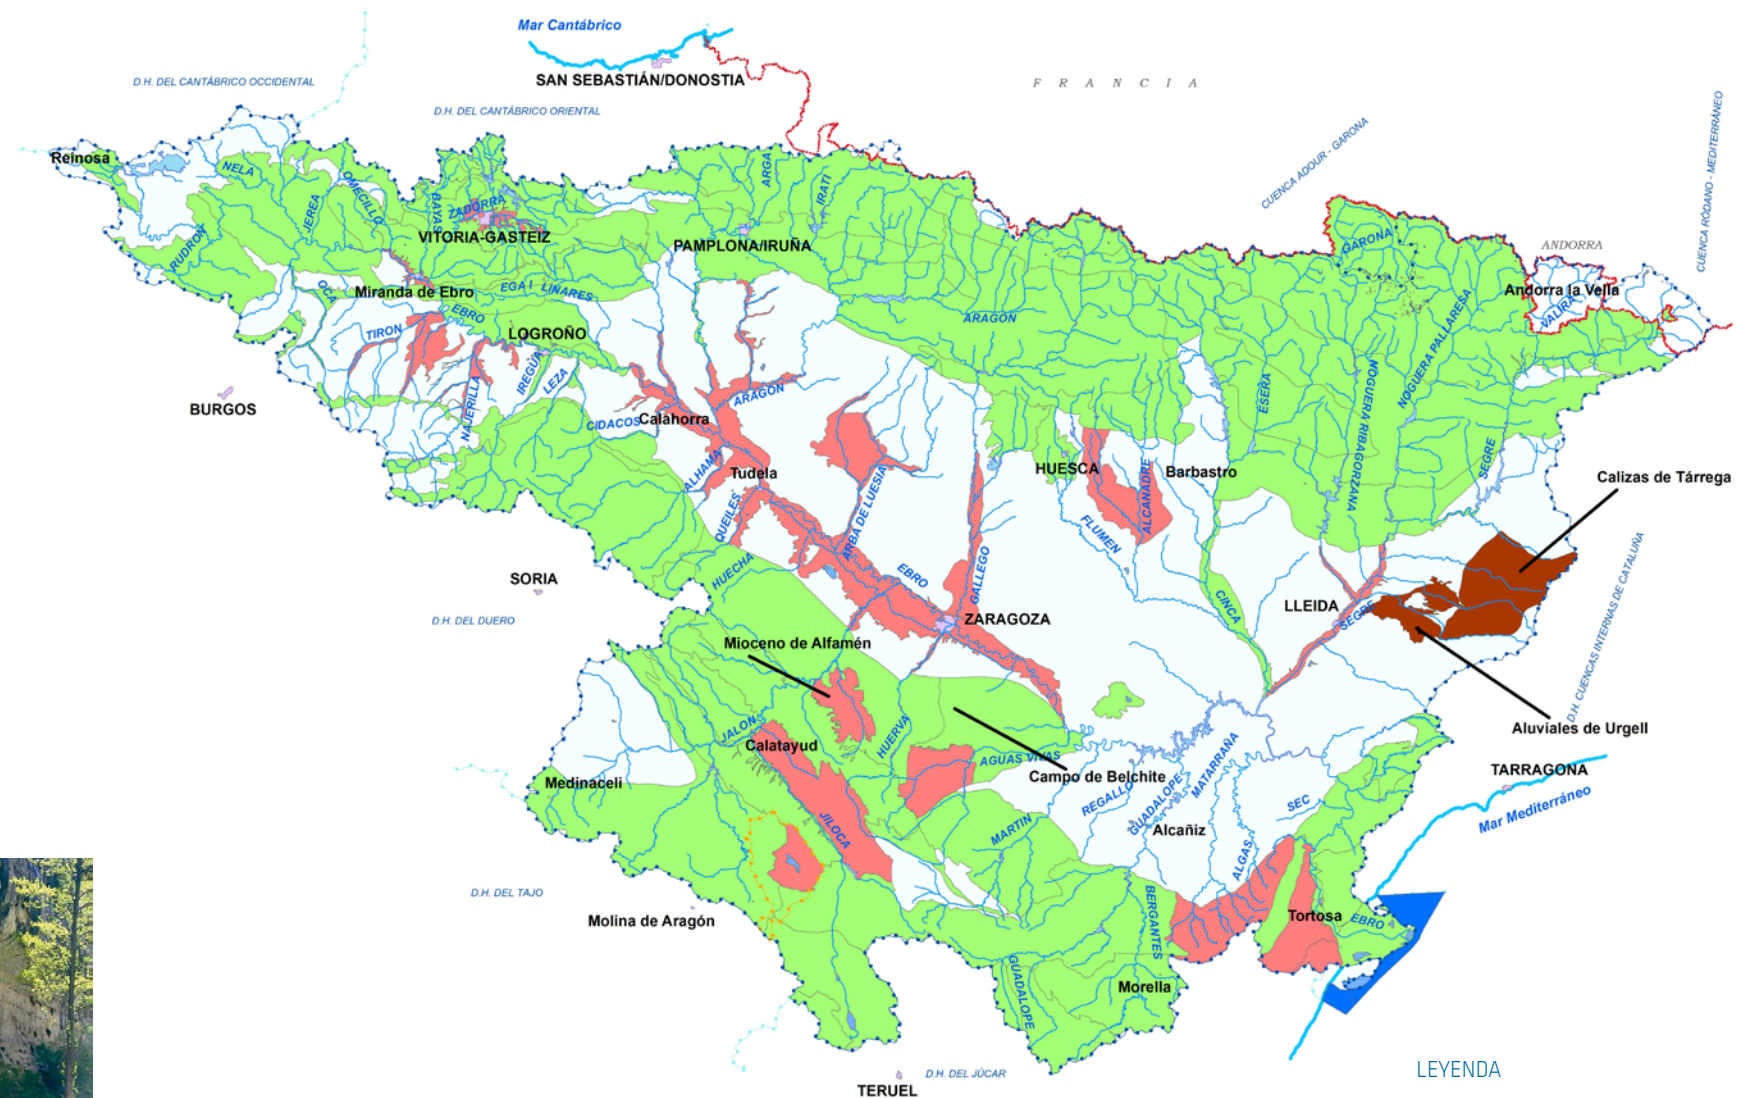 Mar Cantábrico
SAN SEBASTIÁN/DONOSTIA
D.H. DEL CANTÁBRICO OCCIDENTAL
D.H. DEL CANTÁBRICO ORIENTAL
FRANCIA
CUENCA ADOUR - GARONA
CUENCA RÓDANO - MEDITERRÁNEO
Reinosa
NELA
OMECILLO
JEREA
BAYAS
ZADORRA
VITORIA-GASTEIZ
RUDRON
ARGA
IRATI
PAMPLONA/IRUÑA
GARONA
ANDORRA
Andorra la Vella
VALIRA
OCA
Miranda de Ebro
EGA I
LINARES
EBRO
TIRON
LOGROÑO
ARAGÓN
NOGUERA PALLARESA
NOGUERA RIBAGORZANA
ESERA
IREGUA
LEZA
NAJERILLA
BURGOS
ARAGÓN
CIDACOS
Calahorra
ALHAMA
Tudela
QUEILES
ARBA DE LUESIA
HUESCA
ALCANADRE
Barbastro
SEGRE
Calizas de Tárrega
FLUMEN
HUECHA
EBRO
GALLEGO
CINCA
SORIA
D.H. DEL DUERO
ZARAGOZA
LLEIDA
SEGRE
D.H. CUENCAS INTERNAS DE CATALUÑA
Mioceno de Alfamén
JALON
Calatayud
HUERVA
Aluviales de Urgell
AGUAS VIVAS
Campo de Belchite
Medinaceli
REGALLO
GUADALOPE
MATARRAÑA
TARRAGONA
Mar Mediterráneo
JILOCA
MARTIN
Alcañiz
SEC
ALGAS
D.H. DEL TAJO
Molina de Aragón
BERGANTES
Tortosa
EBRO
GUADALOPE
Morella
D.H. DEL JÚCAR
TERUEL
LEYENDA